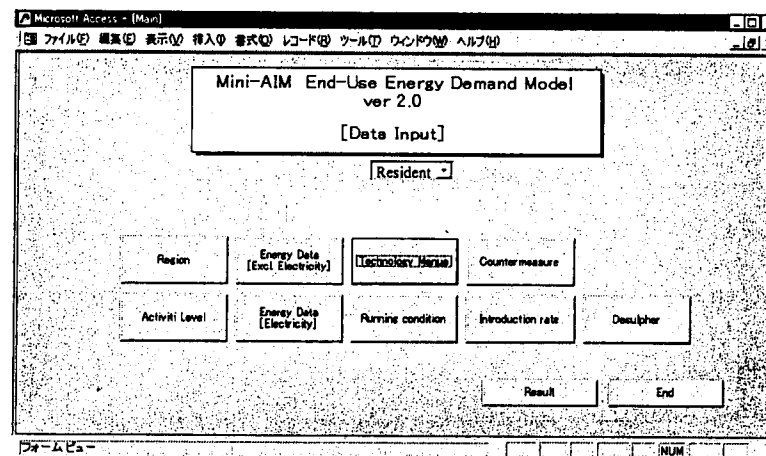 Microsoft Access - [Main]
ファイル(F) 編集(E) 表示(V) 挿入(I) 書式(O) レコード(R) ツール(T) ウィンドウ(W) ヘルプ(H)
Mini-AIM End-Use Energy Demand Model
ver 2.0
[Data Input]
Resident
Region
Energy Data
[Excl Electricity]
Technology Menus
Countermeasure
Activiti Level
Energy Data
[Electricity]
Running condition
Introduction rate
Desulpher
Result
End
フォーム ビュー
NUM